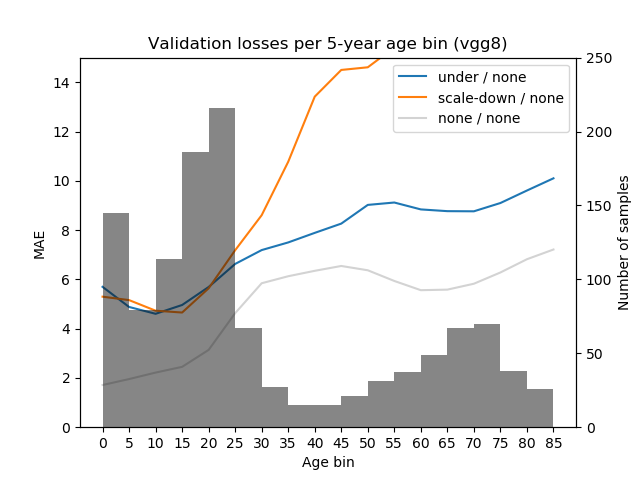 Validation losses per 5-year age bin (vgg8)
under / none
scale-down / none
none / none
MAE
14
12
10
8
6
4
2
0
250
200
150
100
50
0
Number of samples
0 5 10 15 20 25 30 35 40 45 50 55 60 65 70 75 80 85
Age bin